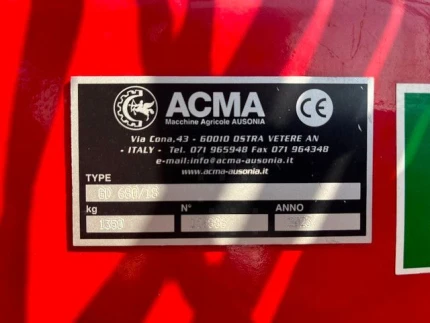 ACMA
Macchine Agricole AUSONIA
CE
Via Cona,43 - 60010 OSTRA VETERE AN
- ITALY - Tel. 071 965948 Fax 071 964348
e-mail:info@acma-ausonia.it
www.acma-ausonia.it
TYPE
kg N° ANNO